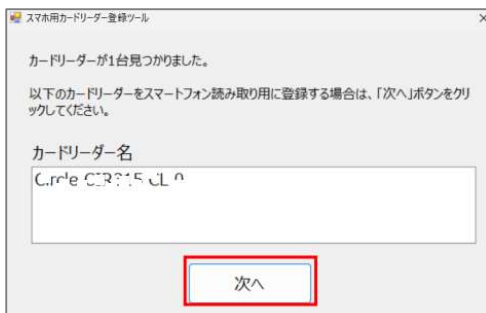 スマホ用カードリーダー登録ツール
カードリーダーが1台見つかりました。
以下のカードリーダーをスマートフォン読み取り用に登録する場合は、「次へ」ボタンをクリ
ックしてください。
カードリーダー名
次へ